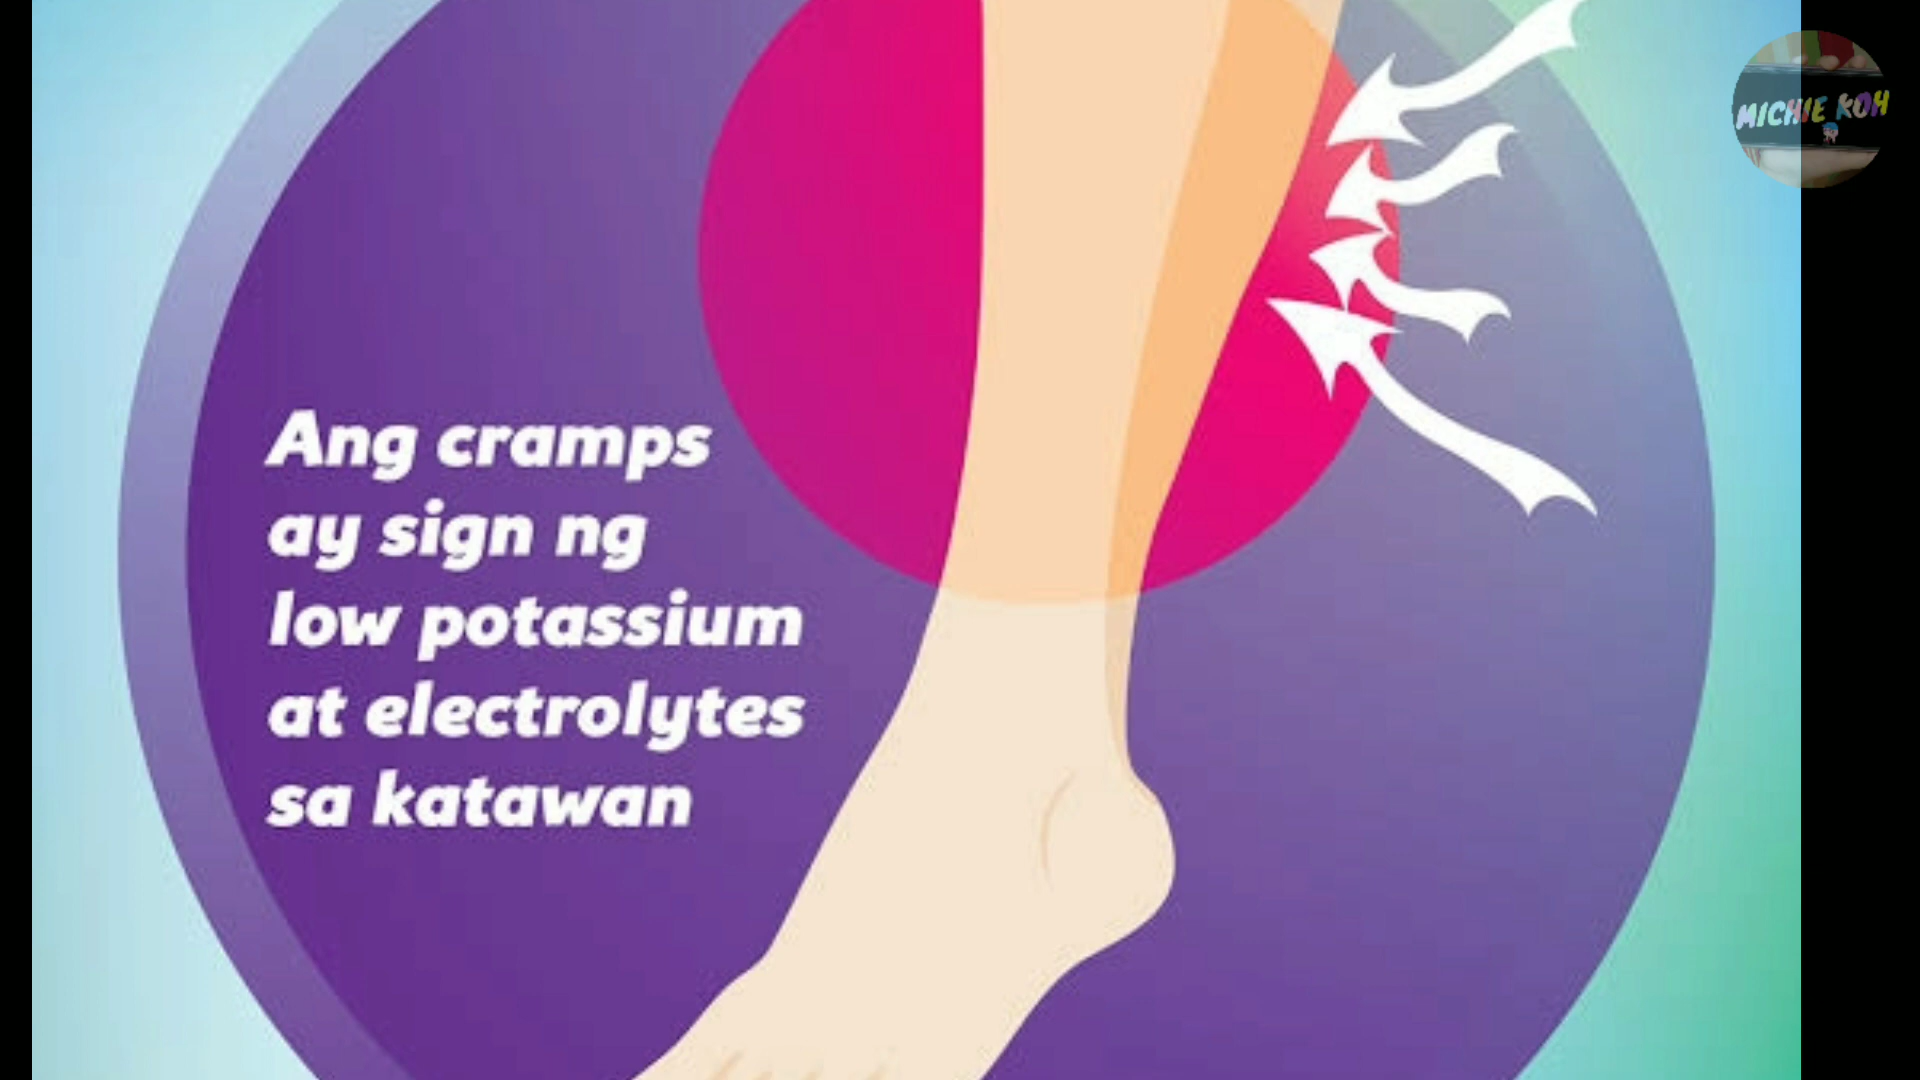 MICHIE KOH
Ang cramps
ay sign ng
low potassium
at electrolytes
sa katawan